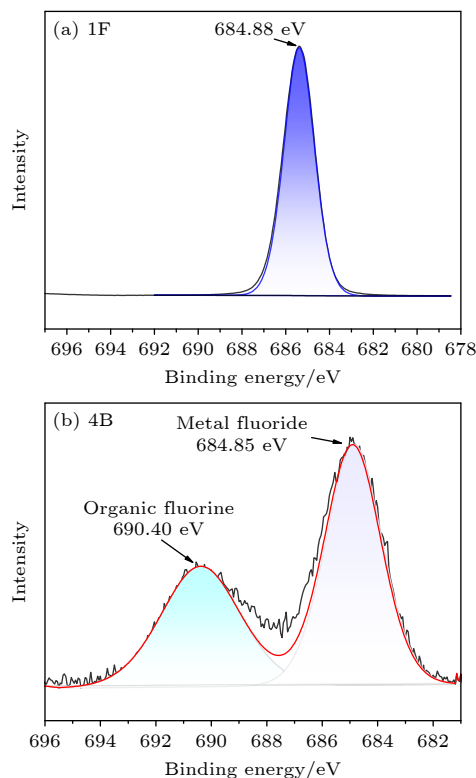 (a) 1F
684.88 eV
Intensity
696 694 692 690 688 686 684 682 680 678
Binding energy/eV
(b) 4B
Metal fluoride
684.85 eV
Organic fluorine
690.40 eV
Intensity
696 694 692 690 688 686 684 682
Binding energy/eV